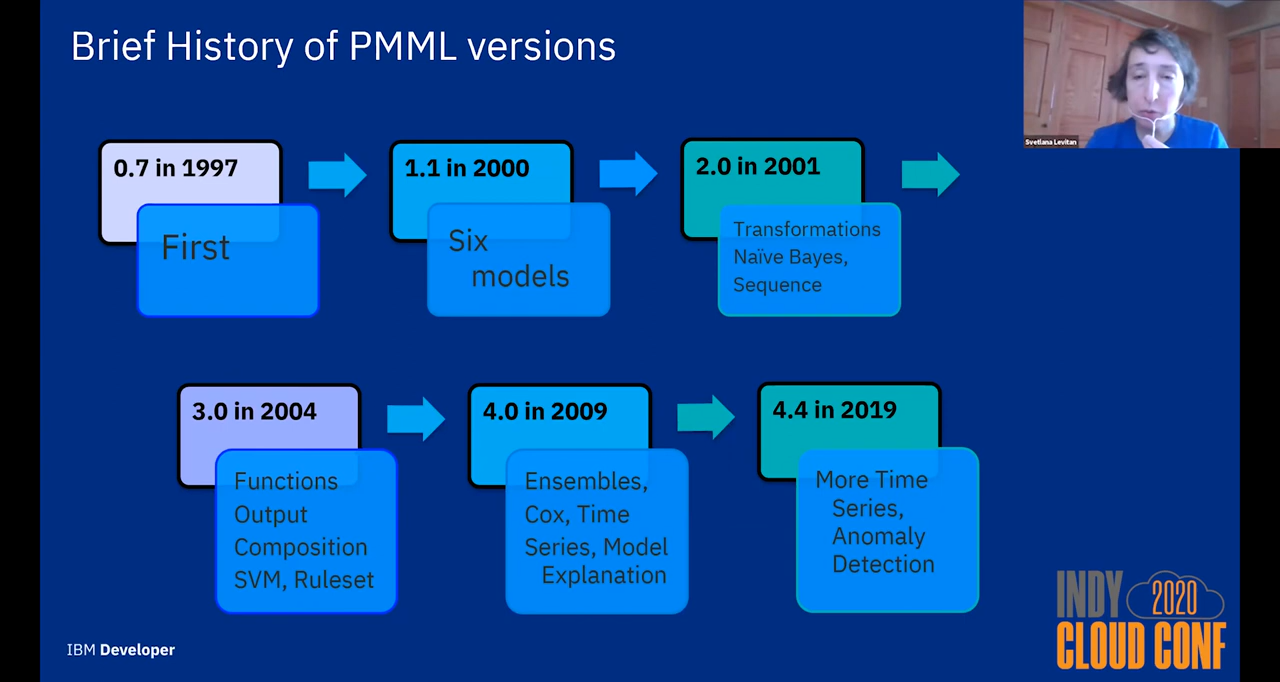 Brief History of PMML versions
Svetlana Levitan
0.7 in 1997
First
1.1 in 2000
Six
models
2.0 in 2001
Transformations
Naïve Bayes,
Sequence
3.0 in 2004
Functions
Output
Composition
SVM, Ruleset
4.0 in 2009
Ensembles,
Cox, Time
Series, Model
Explanation
4.4 in 2019
More Time
Series,
Anomaly
Detection
IBM Developer
INDY 2020
CLOUD CONF